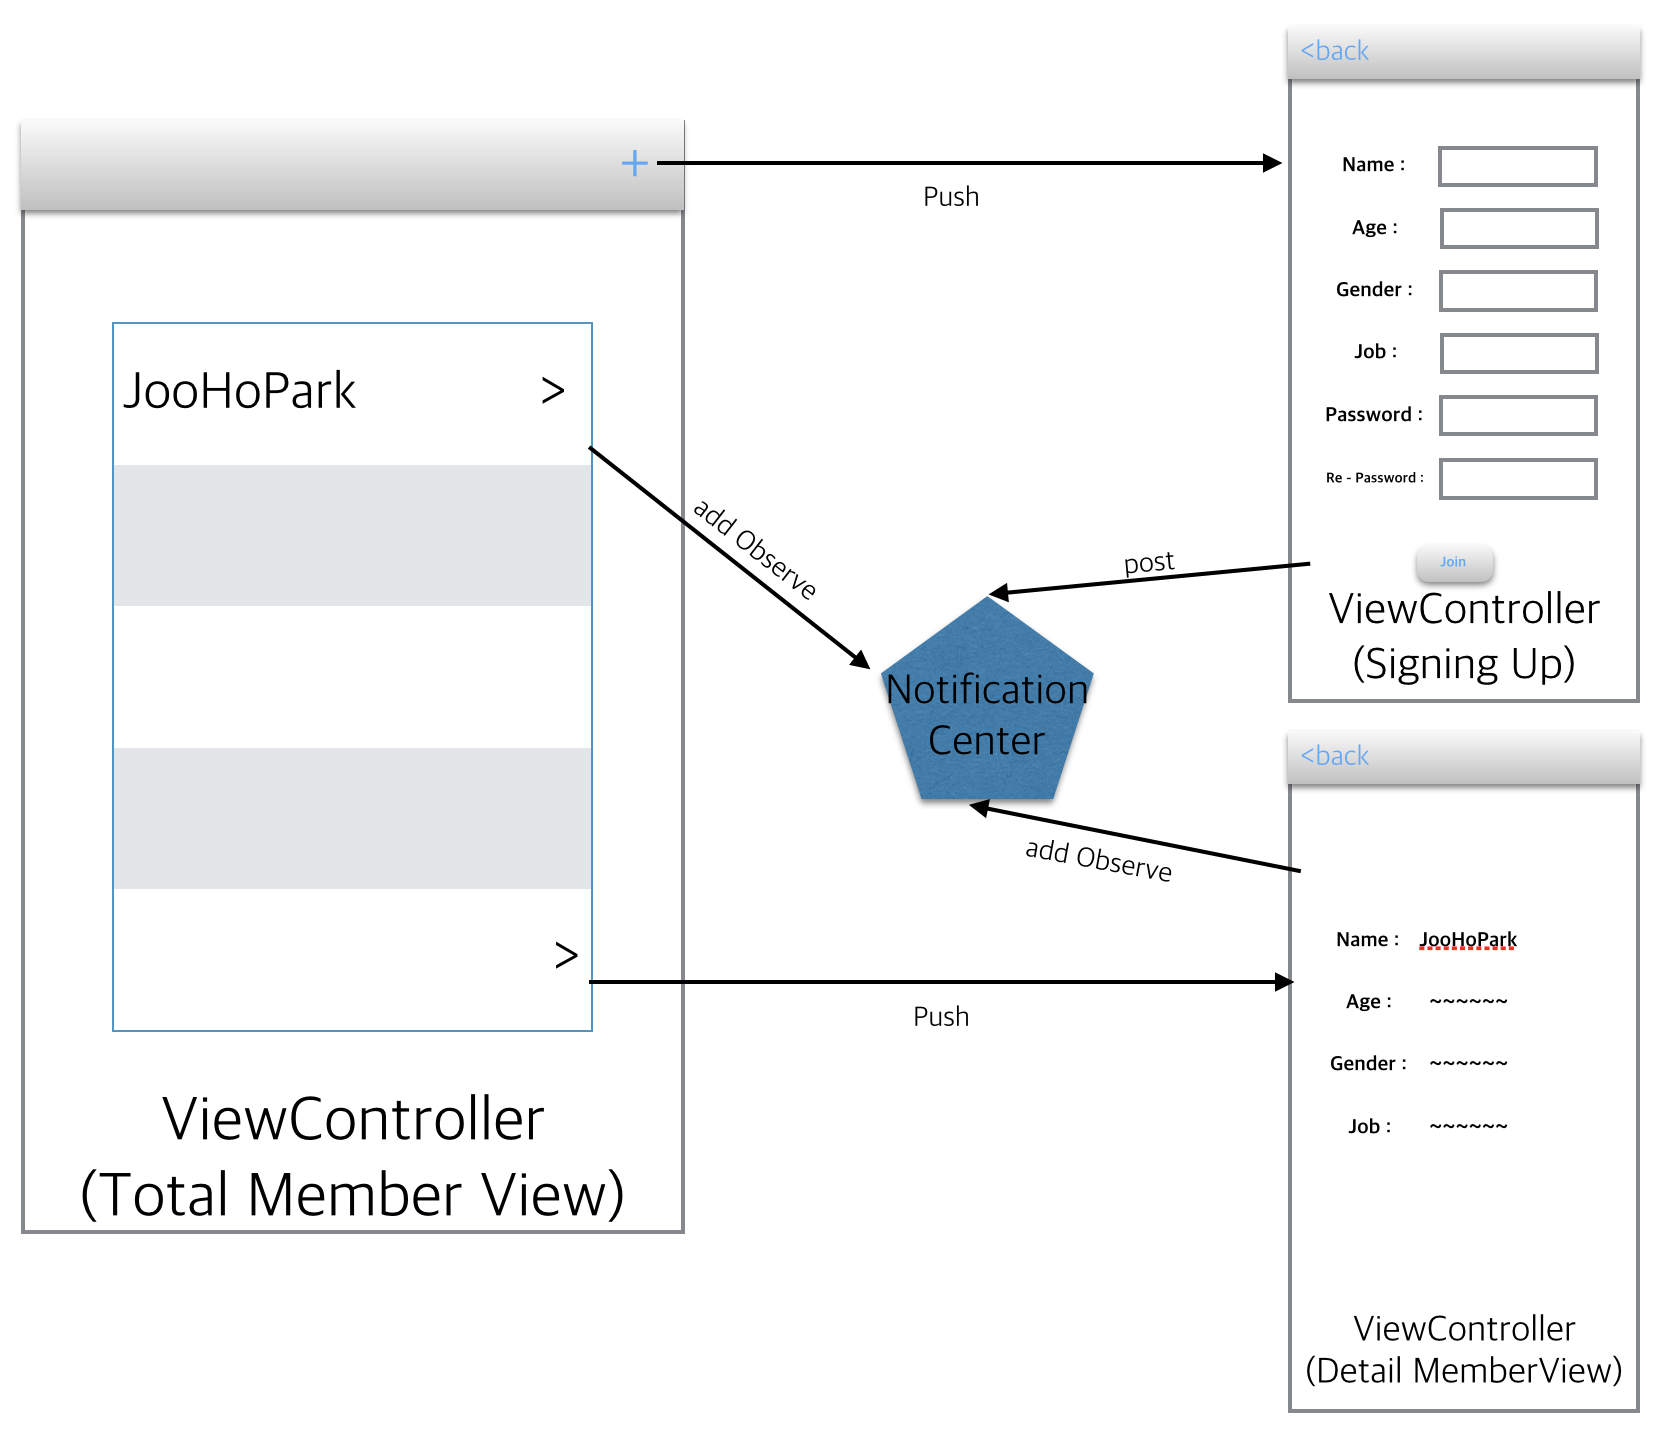 +
JooHoPark >
>
ViewController
(Total Member View)
Push
add Observe
post
Notification
Center
add Observe
Push
<back
Name :
Age :
Gender :
Job :
Password :
Re - Password :
Join
ViewController
(Signing Up)
<back
Name : JooHoPark
Age : ~~~~~~
Gender : ~~~~~~
Job : ~~~~~~
ViewController
(Detail MemberView)